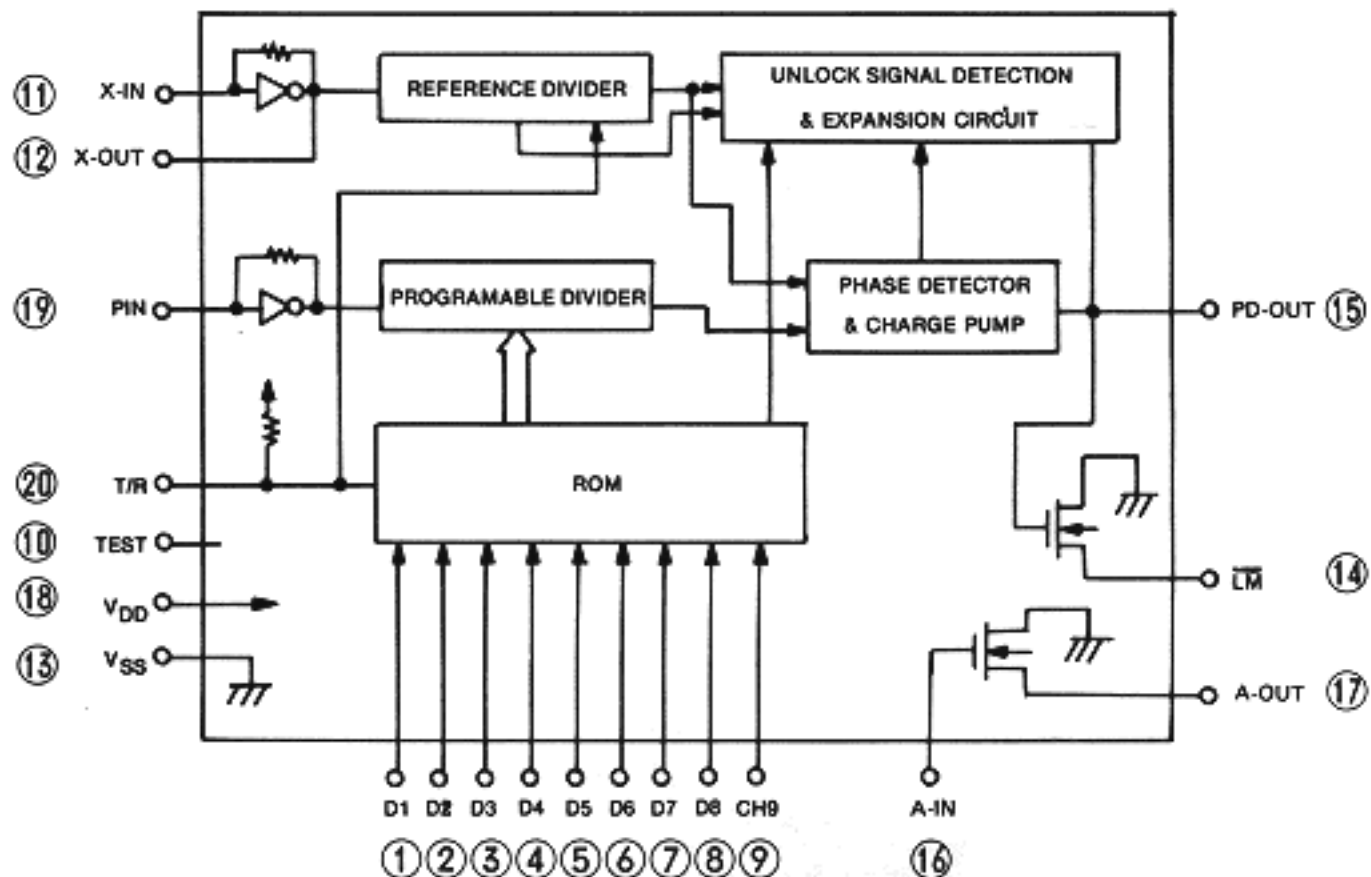 ⑪ X-IN
⑫ X-OUT
REFERENCE DIVIDER
UNLOCK SIGNAL DETECTION
& EXPANSION CIRCUIT
⑲ PIN
PROGRAMABLE DIVIDER
PHASE DETECTOR
& CHARGE PUMP
PD-OUT ⑮
⑳ T/R
ROM
⑩ TEST
⑱ VDD
⑬ VSS
L̅M̅ ⑭
A-OUT ⑰
D1 D2 D3 D4 D5 D6 D7 D8 CH9 A-IN
① ② ③ ④ ⑤ ⑥ ⑦ ⑧ ⑨ ⑯